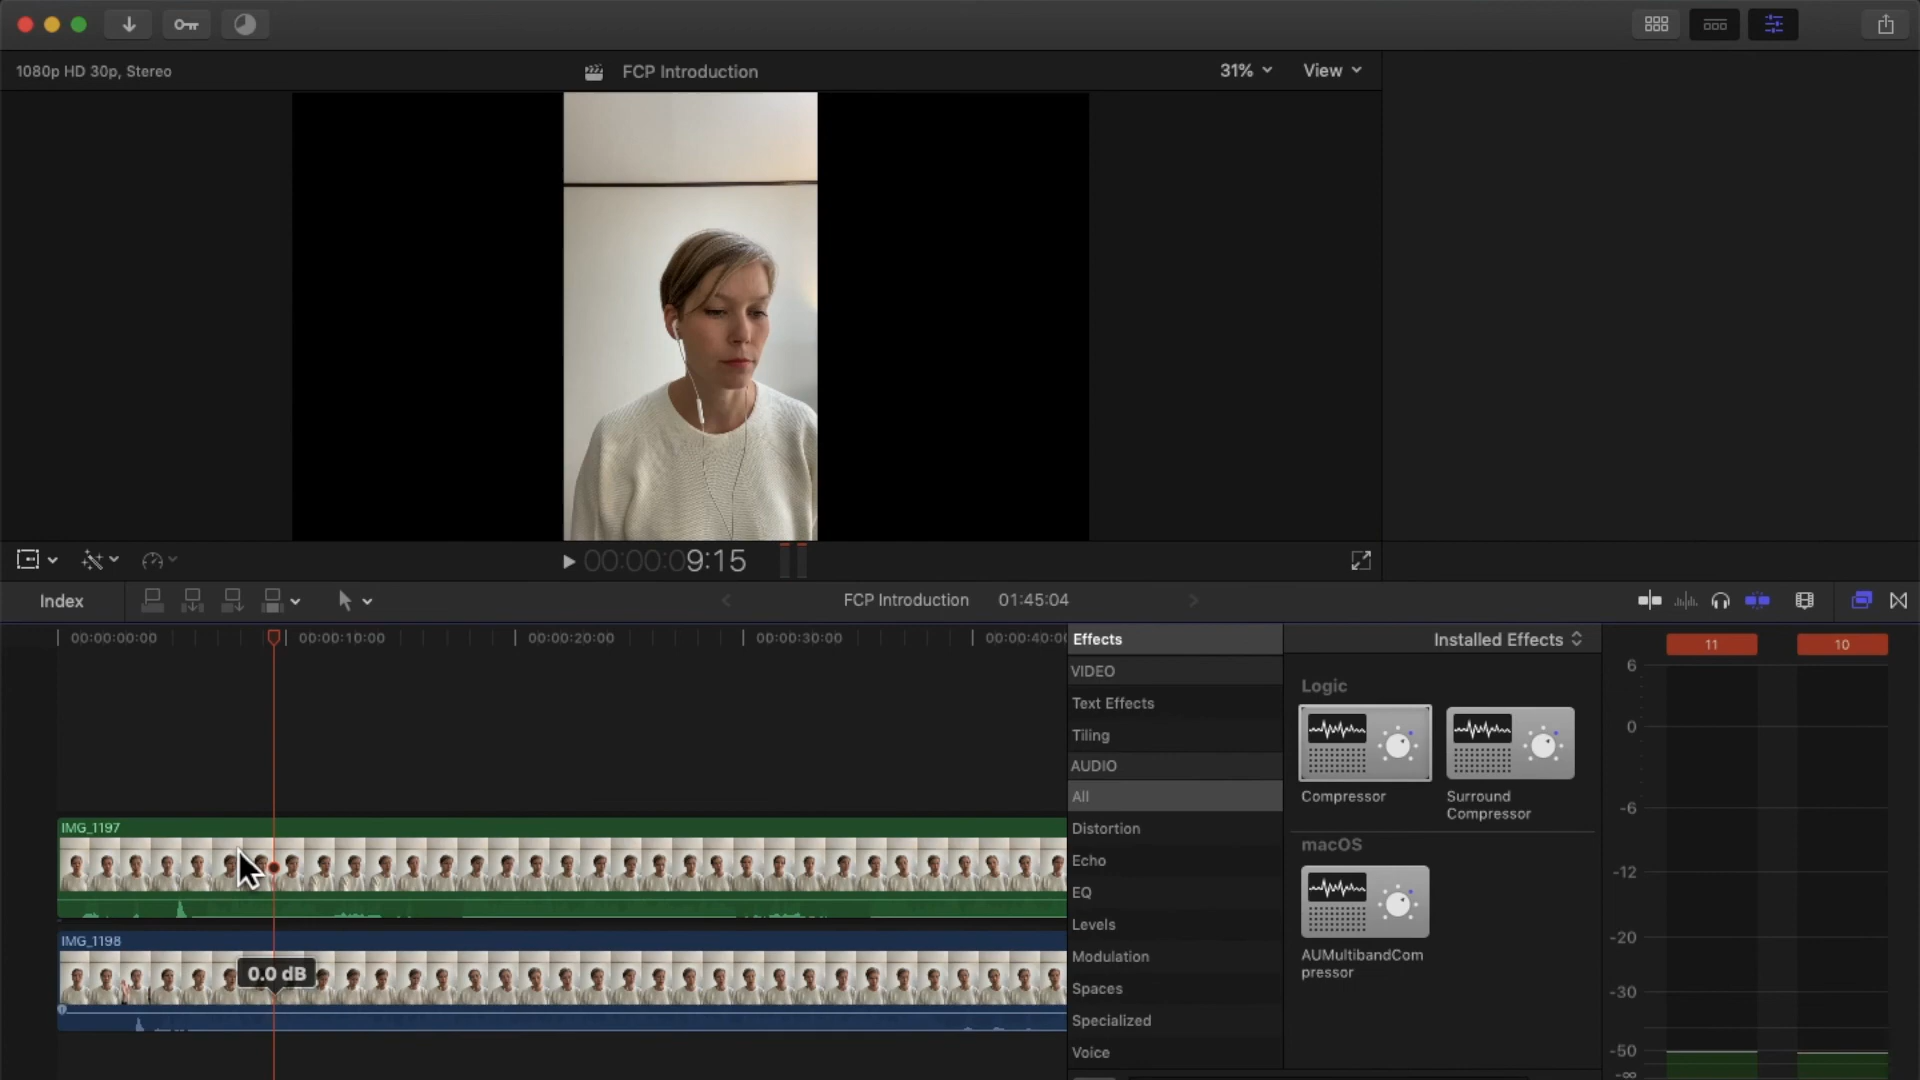 1080p HD 30p, Stereo
FCP Introduction
31%
View
00:00:09:15
Index
FCP Introduction
01:45:04
00:00:00:00
00:00:10:00
00:00:20:00
00:00:30:00
00:00:40:0
Effects
VIDEO
Text Effects
Tiling
AUDIO
All
Distortion
Echo
EQ
Levels
Modulation
Spaces
Specialized
Voice
Installed Effects
Logic
Compressor
Surround
Compressor
macOS
AUMultibandCom
pressor
11
10
6
0
-6
-12
-20
-30
-50
-∞
IMG_1197
IMG_1198
0.0 dB